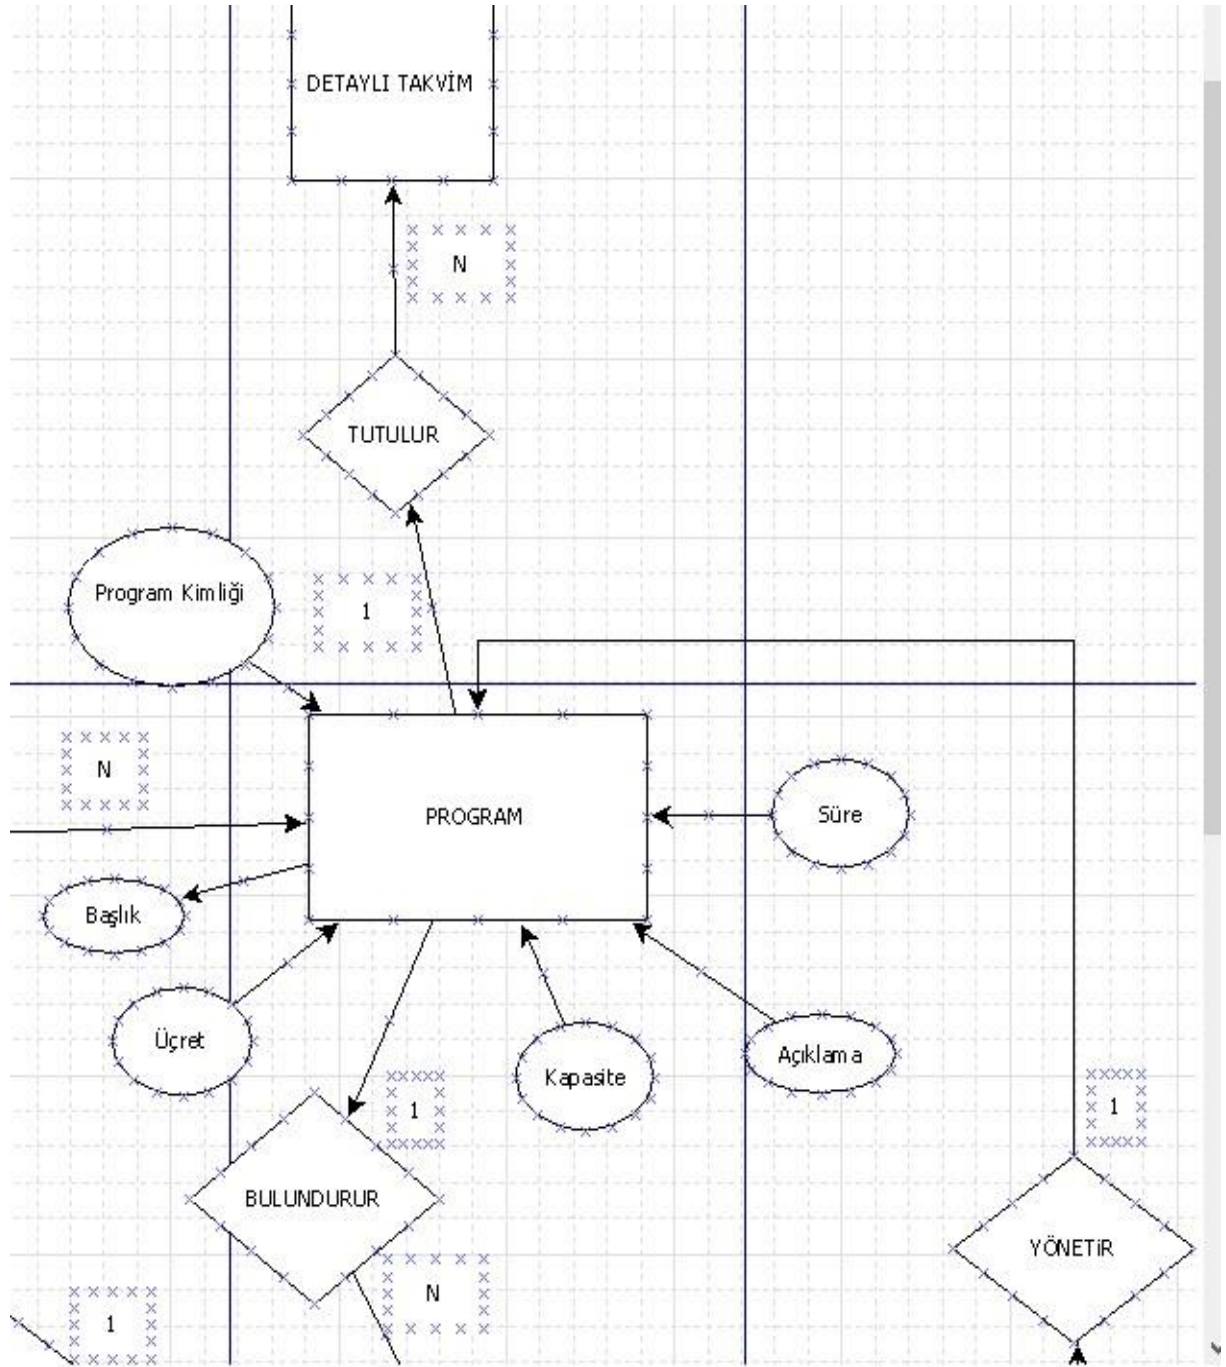 DETAYLI TAKVİM
N
TUTULUR
Program Kimliği
1
N
PROGRAM
Süre
Başlık
Üçret
Kapasite
Açıklama
1
1
BULUNDURUR
YÖNETİR
N
1